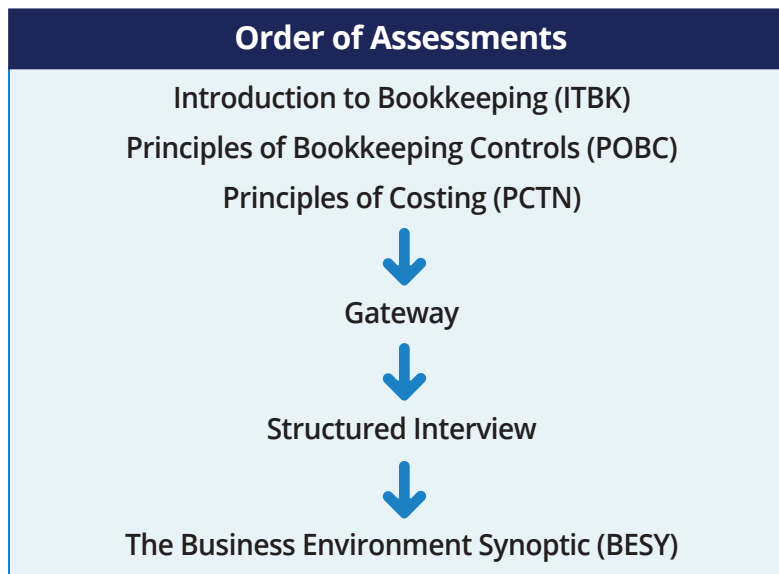 Order of Assessments
Introduction to Bookkeeping (ITBK)
Principles of Bookkeeping Controls (POBC)
Principles of Costing (PCTN)
Gateway
Structured Interview
The Business Environment Synoptic (BESY)